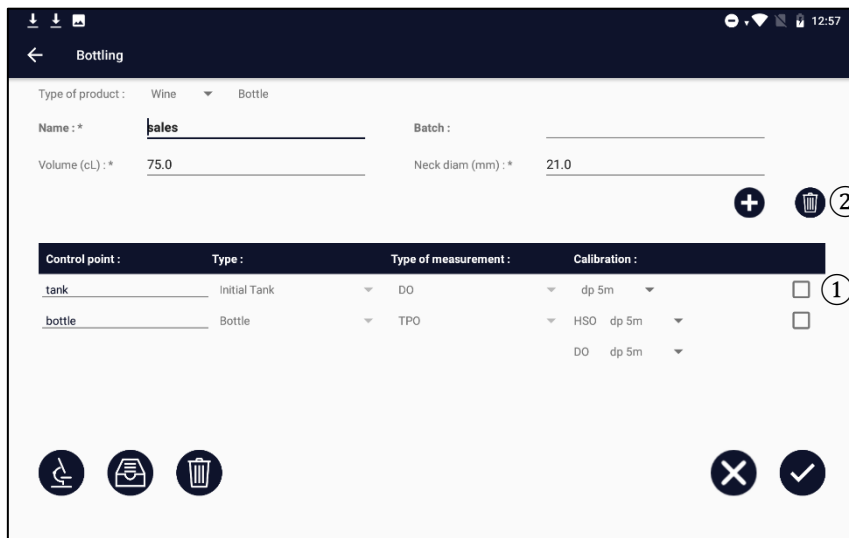 12:57
Bottling
Type of product : Wine Bottle
Name : * sales Batch :
Volume (cL) : * 75.0 Neck diam (mm) : * 21.0
②
Control point : Type : Type of measurement : Calibration :
tank Initial Tank DO dp 5m ①
bottle Bottle TPO HSO dp 5m
DO dp 5m